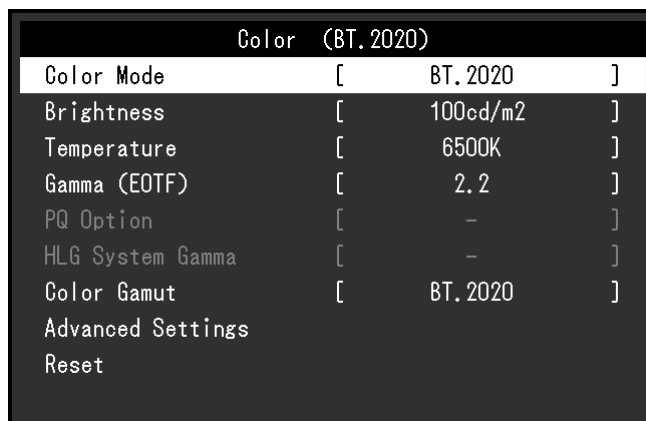 Color (BT.2020)
Color Mode [ BT.2020 ]
Brightness [ 100cd/m2 ]
Temperature [ 6500K ]
Gamma (EOTF) [ 2.2 ]
PQ Option [ - ]
HLG System Gamma [ - ]
Color Gamut [ BT.2020 ]
Advanced Settings
Reset